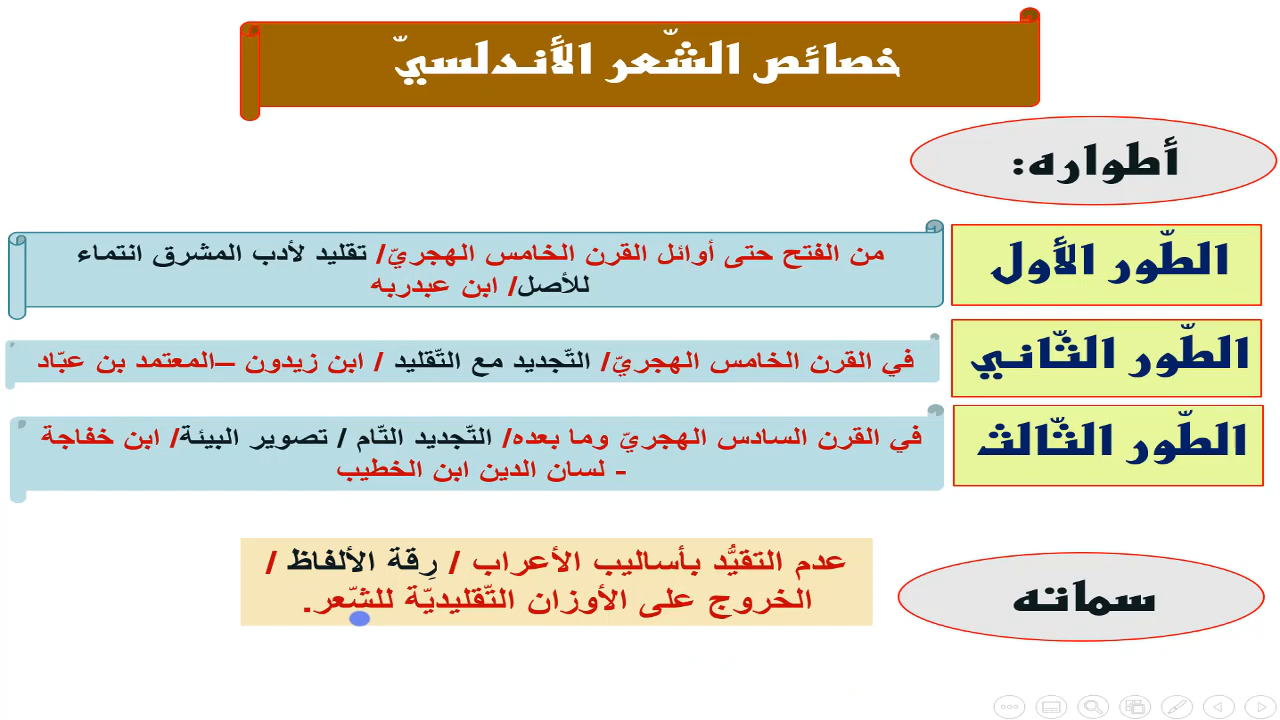 خصائص الشّعر الأندلسيّ
أطواره:
الطّور الأول
من الفتح حتى أوائل القرن الخامس الهجريّ/ تقليد لأدب المشرق انتماء
للأصل/ ابن عبدربه
الطّور الثّاني
في القرن الخامس الهجريّ/ التّجديد مع التّقليد / ابن زيدون –المعتمد بن عبّاد
الطّور الثّالث
في القرن السادس الهجريّ وما بعده/ التّجديد التّام / تصوير البيئة/ ابن خفاجة
- لسان الدين ابن الخطيب
سماته
عدم التقيُّد بأساليب الأعراب / رِقة الألفاظ /
الخروج على الأوزان التّقليديّة للشّعر.